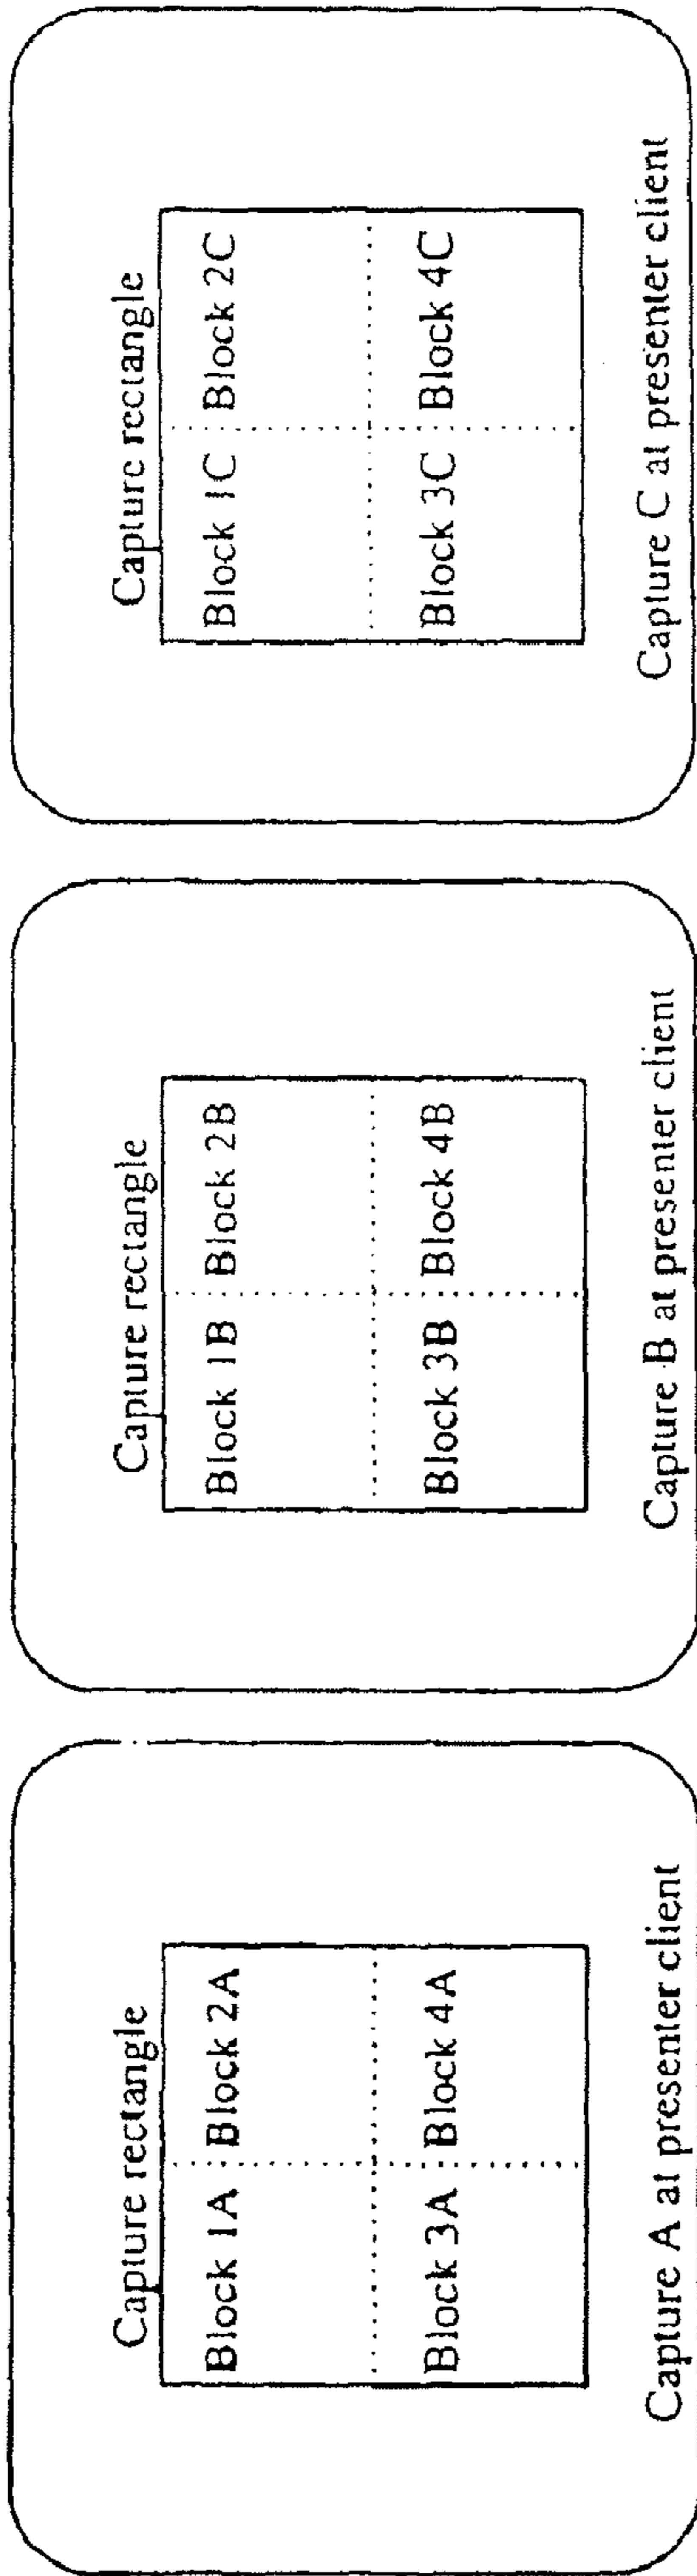 Capture rectangle
Block 1A Block 2A
Block 3A Block 4A
Capture A at presenter client
Capture rectangle
Block 1B Block 2B
Block 3B Block 4B
Capture B at presenter client
Capture rectangle
Block 1C Block 2C
Block 3C Block 4C
Capture C at presenter client